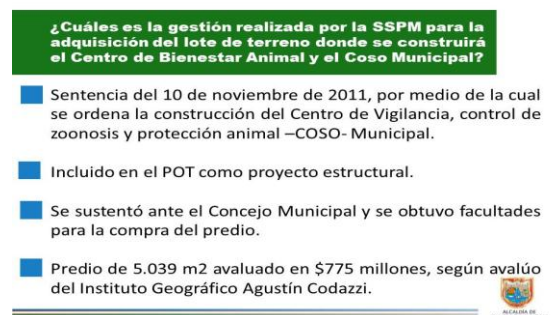 ¿Cuáles es la gestión realizada por la SSPM para la
adquisición del lote de terreno donde se construirá
el Centro de Bienestar Animal y el Coso Municipal?
Sentencia del 10 de noviembre de 2011, por medio de la cual
se ordena la construcción del Centro de Vigilancia, control de
zoonosis y protección animal –COSO- Municipal.
Incluido en el POT como proyecto estructural.
Se sustentó ante el Concejo Municipal y se obtuvo facultades
para la compra del predio.
Predio de 5.039 m2 avaluado en $775 millones, según avalúo
del Instituto Geográfico Agustín Codazzi.
ALCALDÍA DE